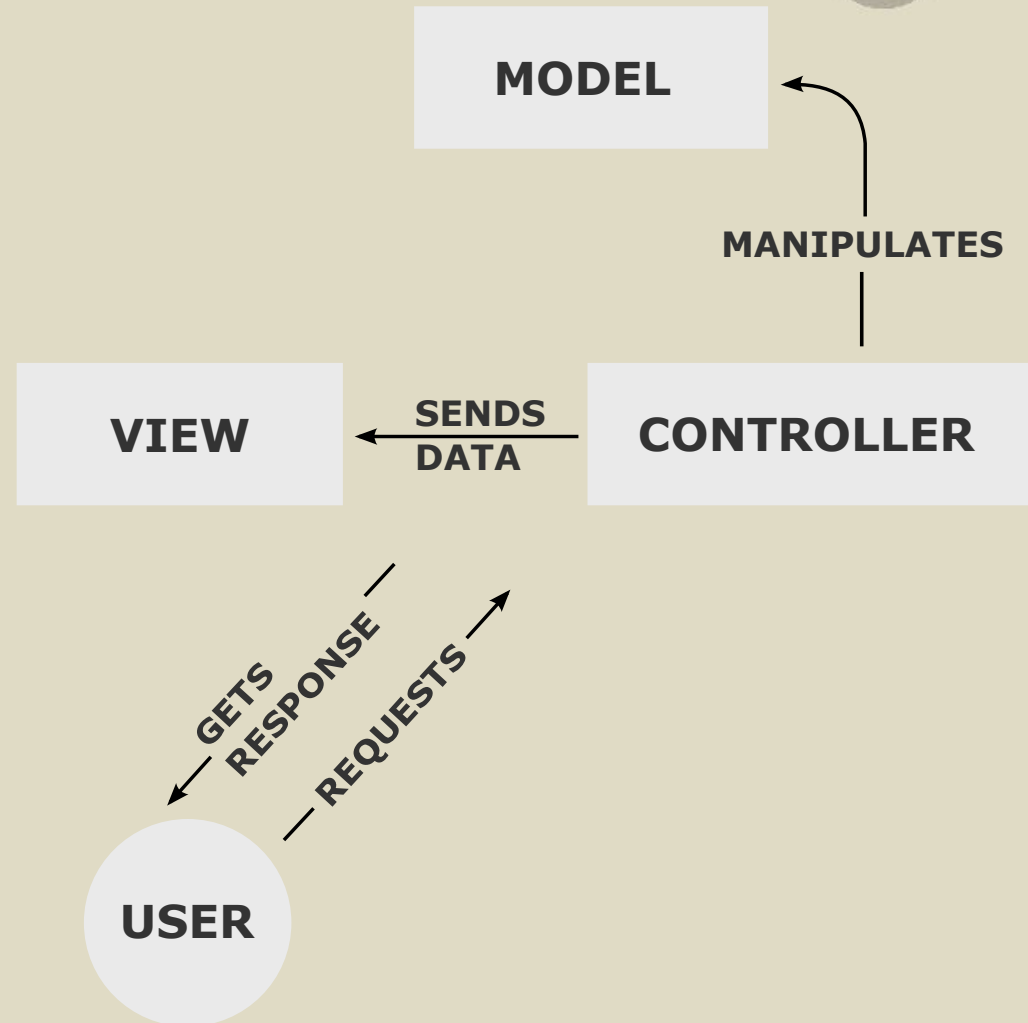 MODEL
MANIPULATES
VIEW
SENDS
DATA
CONTROLLER
GETS
RESPONSE
REQUESTS
USER